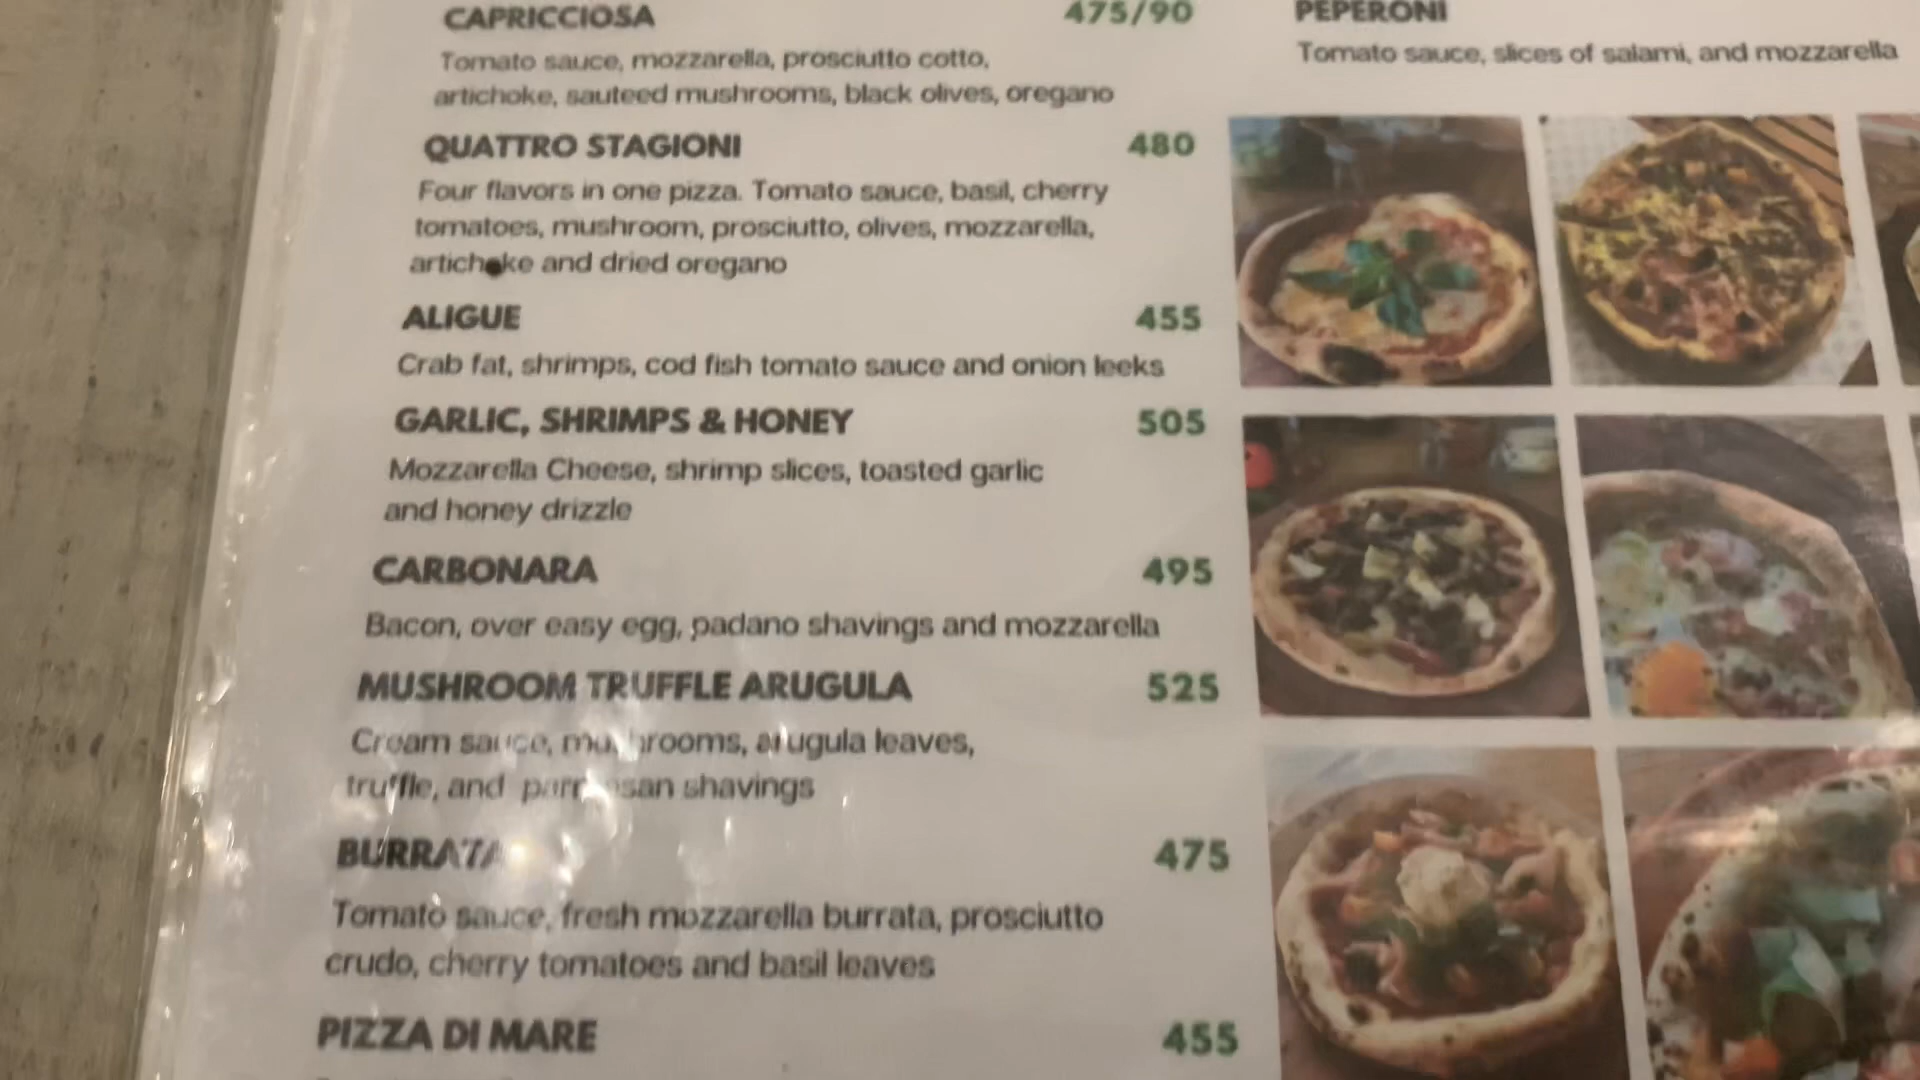 CAPRICCIOSA 475/90
Tomato sauce, mozzarella, prosciutto cotto,
artichoke, sauteed mushrooms, black olives, oregano
QUATTRO STAGIONI 480
Four flavors in one pizza. Tomato sauce, basil, cherry
tomatoes, mushroom, prosciutto, olives, mozzarella,
artichoke and dried oregano
ALIGUE 455
Crab fat, shrimps, cod fish tomato sauce and onion leeks
GARLIC, SHRIMPS & HONEY 505
Mozzarella Cheese, shrimp slices, toasted garlic
and honey drizzle
CARBONARA 495
Bacon, over easy egg, padano shavings and mozzarella
MUSHROOM TRUFFLE ARUGULA 525
Cream sauce, mushrooms, arugula leaves,
truffle, and parmesan shavings
BURRATA 475
Tomato sauce, fresh mozzarella burrata, prosciutto
crudo, cherry tomatoes and basil leaves
PIZZA DI MARE 455
PEPERONI
Tomato sauce, slices of salami, and mozzarella